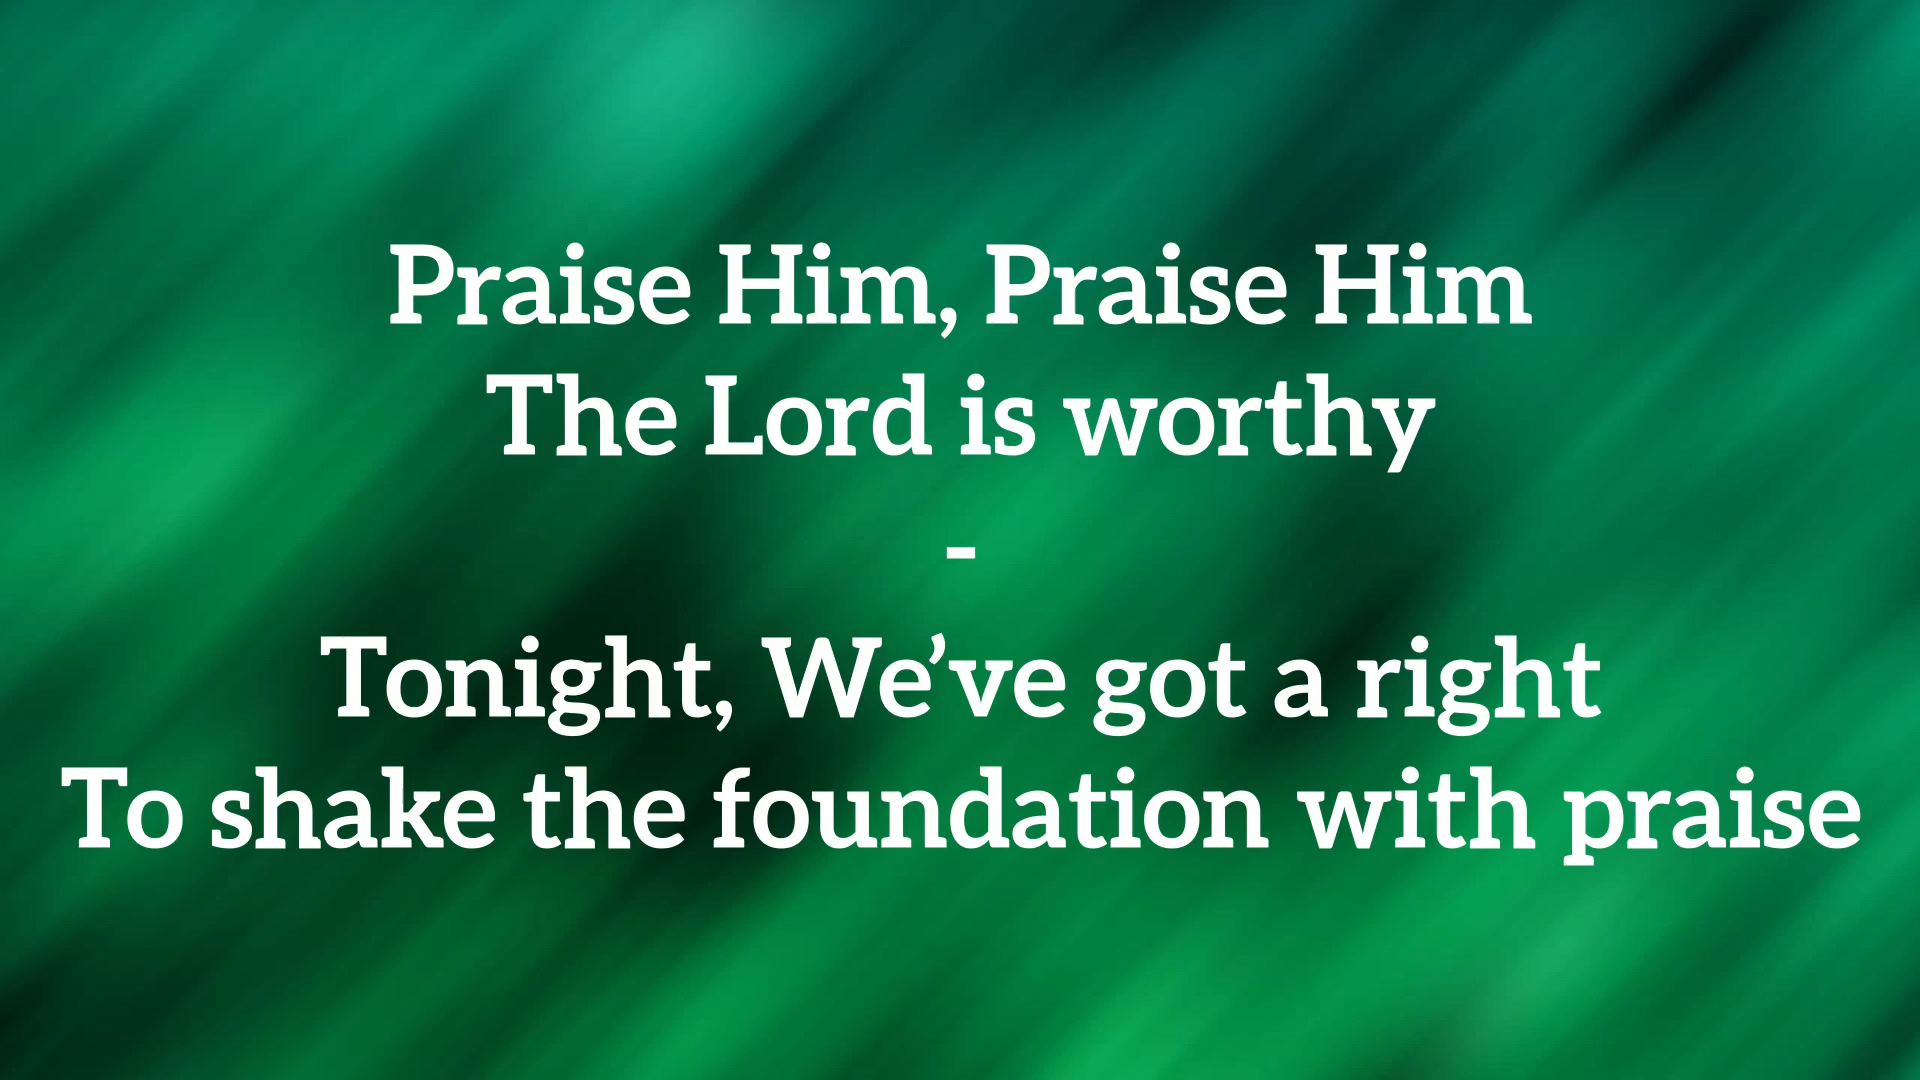 Praise Him, Praise Him
The Lord is worthy
-
Tonight, We’ve got a right
To shake the foundation with praise